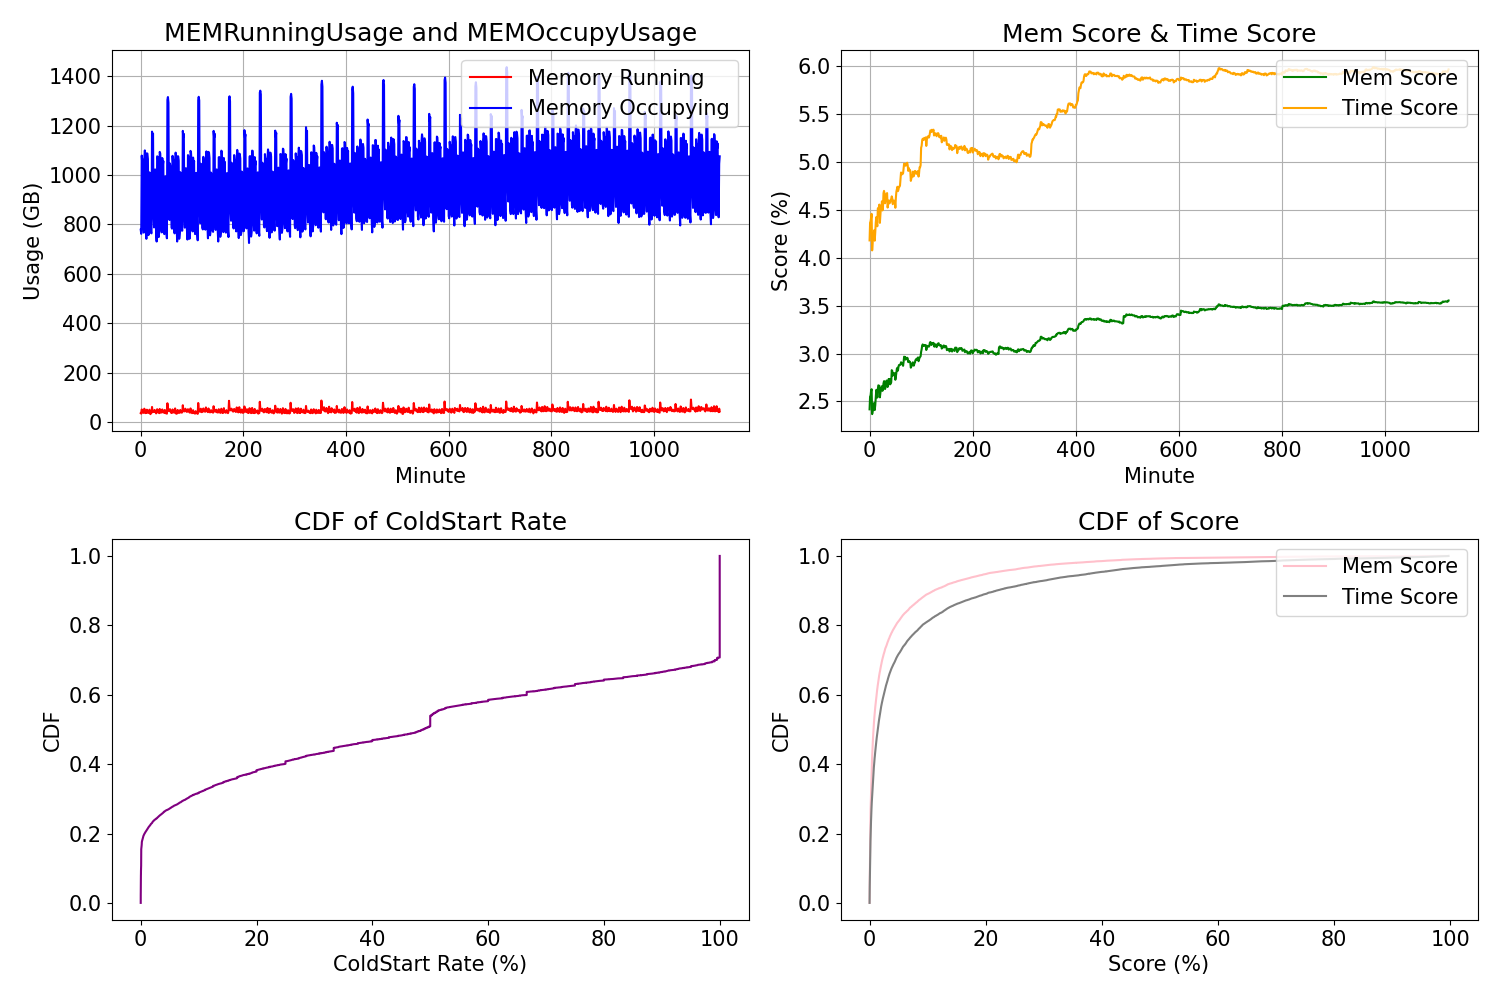 MEMRunningUsage and MEMOccupyUsage
Usage (GB)
1400
1200
1000
800
600
400
200
0
Memory Running
Memory Occupying
0 200 400 600 800 1000
Minute
Mem Score & Time Score
Score (%)
6.0
5.5
5.0
4.5
4.0
3.5
3.0
2.5
Mem Score
Time Score
0 200 400 600 800 1000
Minute
CDF of ColdStart Rate
CDF
1.0
0.8
0.6
0.4
0.2
0.0
0 20 40 60 80 100
ColdStart Rate (%)
CDF of Score
CDF
1.0
0.8
0.6
0.4
0.2
0.0
Mem Score
Time Score
0 20 40 60 80 100
Score (%)